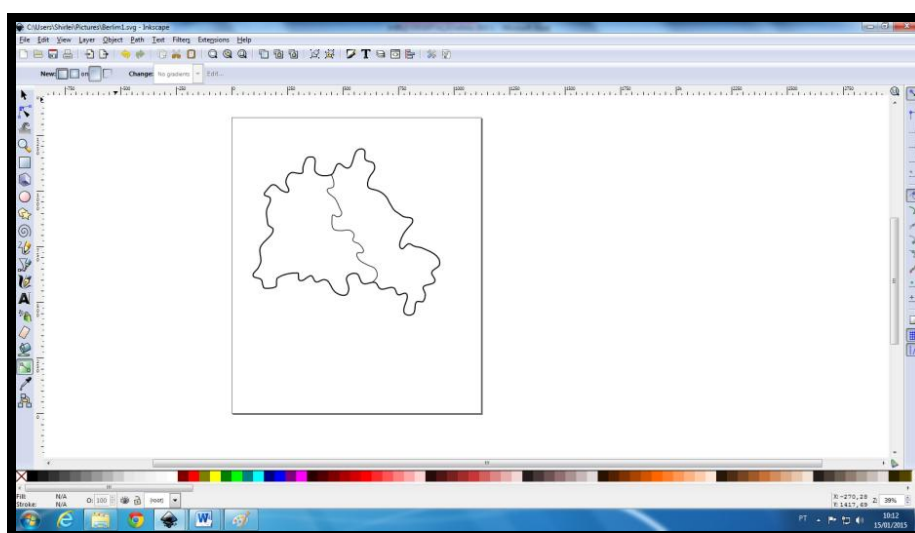 C:\Users\Shirlei\Pictures\Berlim1.svg - Inkscape
File Edit View Layer Object Path Text Filters Extensions Help
New: on Change: No gradients Edit...
Fill: N/A
Stroke: N/A
O: 100
(root)
X: -270,28
Y: 1417,69
Z: 39%
PT
10:12
15/01/2015